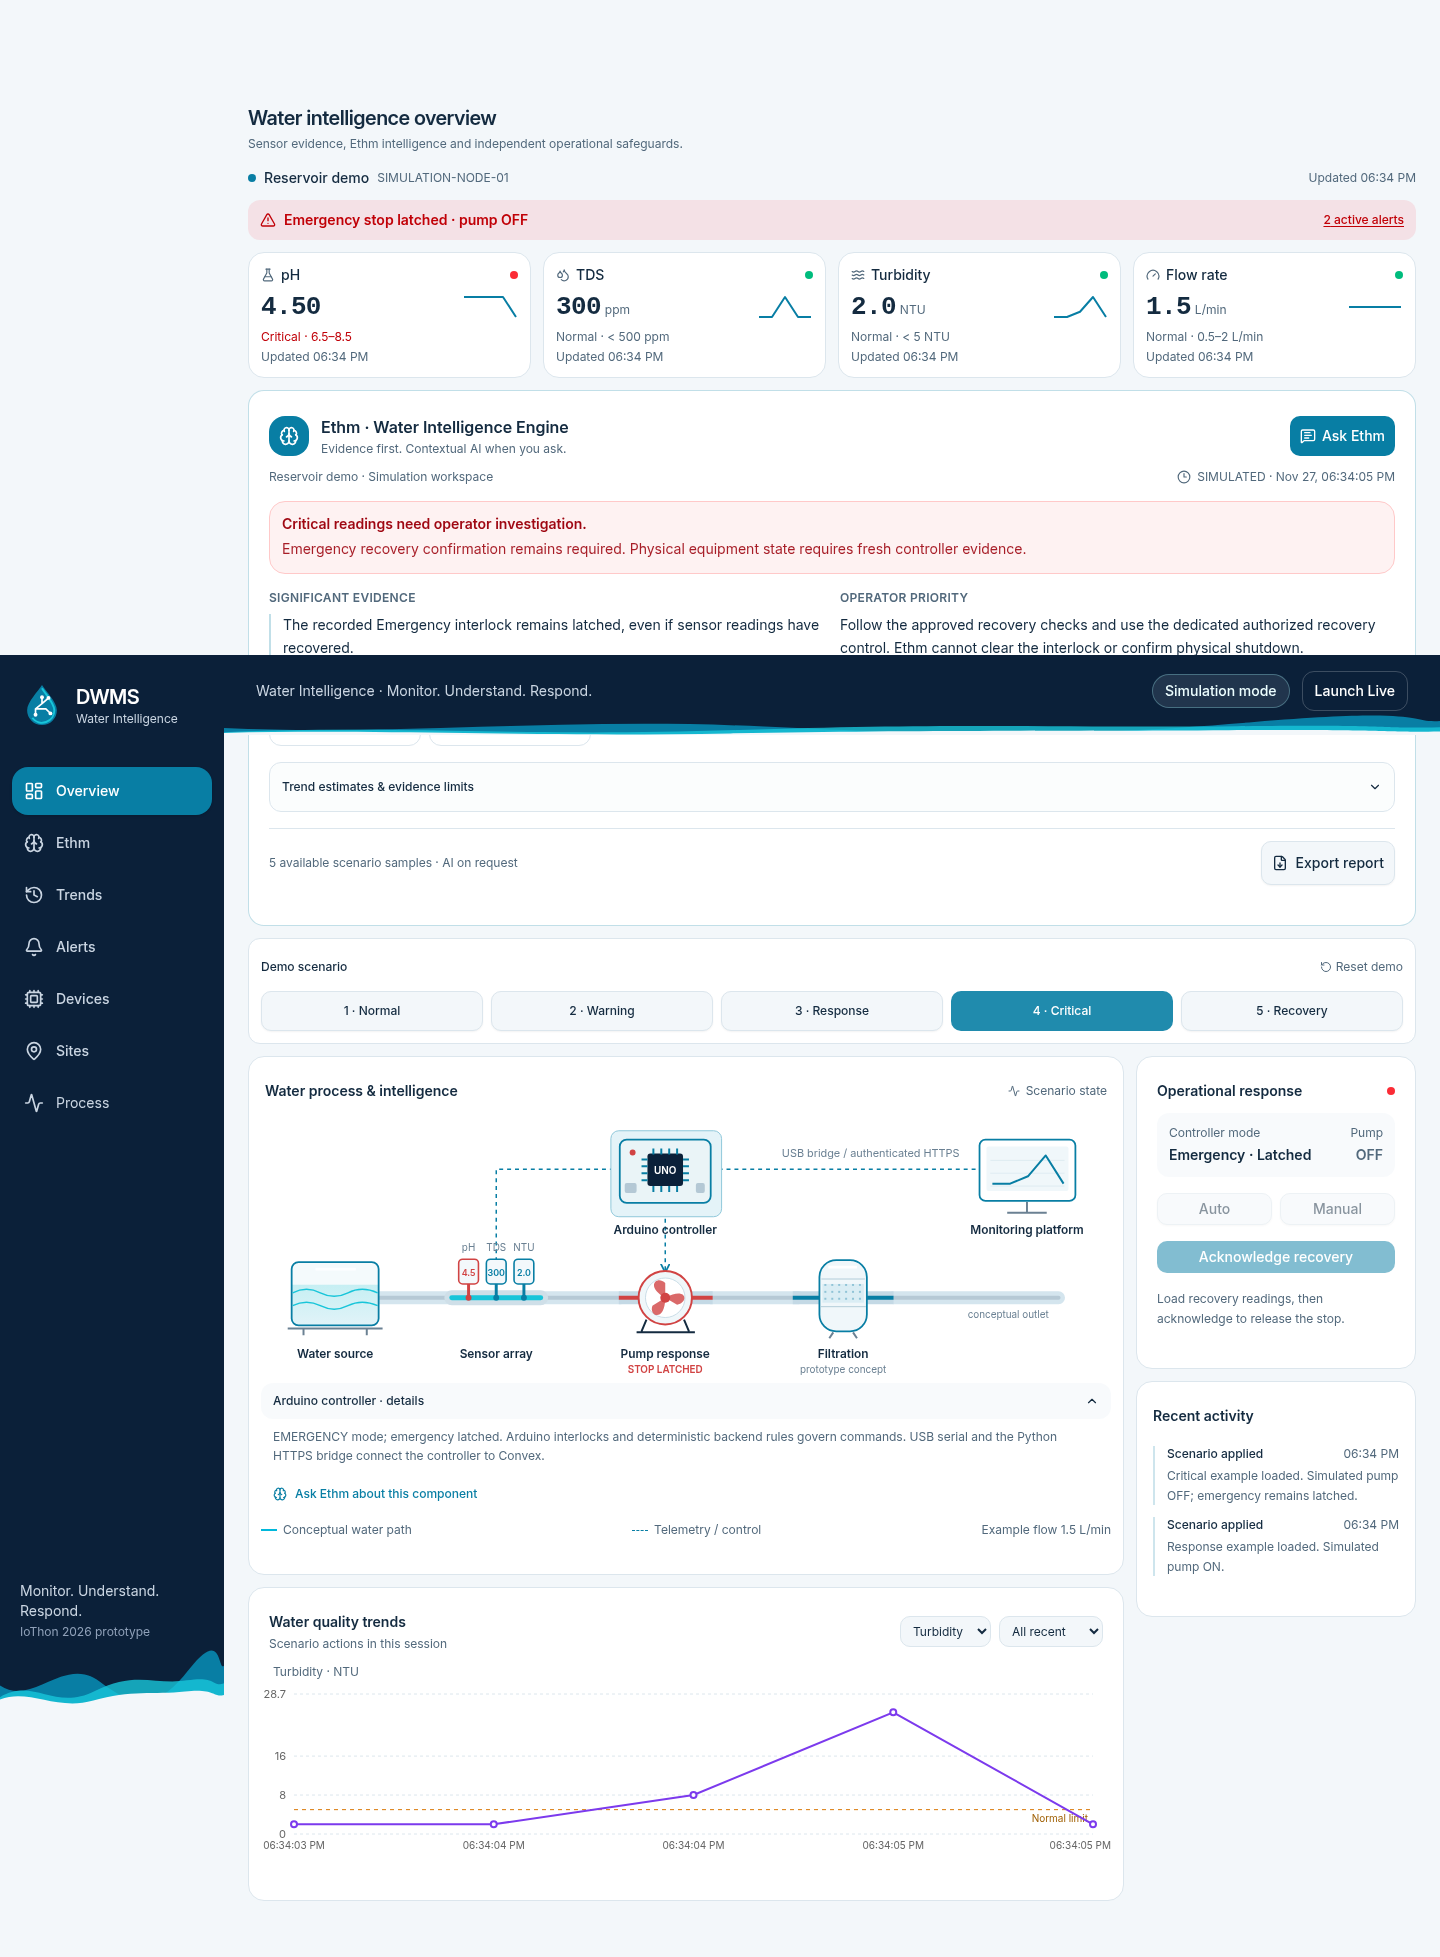 Water intelligence overview
Sensor evidence, Ethm intelligence and independent operational safeguards.
Reservoir demo SIMULATION-NODE-01
Updated 06:34 PM
Emergency stop latched · pump OFF
2 active alerts
pH
4.50
Critical · 6.5–8.5
Updated 06:34 PM
TDS
300 ppm
Normal · < 500 ppm
Updated 06:34 PM
Turbidity
2.0 NTU
Normal · < 5 NTU
Updated 06:34 PM
Flow rate
1.5 L/min
Normal · 0.5–2 L/min
Updated 06:34 PM
Ethm · Water Intelligence Engine
Evidence first. Contextual AI when you ask.
Ask Ethm
Reservoir demo · Simulation workspace
SIMULATED · Nov 27, 06:34:05 PM
Critical readings need operator investigation.
Emergency recovery confirmation remains required. Physical equipment state requires fresh controller evidence.
SIGNIFICANT EVIDENCE
The recorded Emergency interlock remains latched, even if sensor readings have
recovered.
OPERATOR PRIORITY
Follow the approved recovery checks and use the dedicated authorized recovery
control. Ethm cannot clear the interlock or confirm physical shutdown.
DWMS
Water Intelligence
Water Intelligence · Monitor. Understand. Respond.
Simulation mode
Launch Live
Overview
Ethm
Trends
Alerts
Devices
Sites
Process
Monitor. Understand.
Respond.
IoThon 2026 prototype
Trend estimates & evidence limits
5 available scenario samples · AI on request
Export report
Demo scenario
Reset demo
1 · Normal
2 · Warning
3 · Response
4 · Critical
5 · Recovery
Water process & intelligence
Scenario state
UNO
USB bridge / authenticated HTTPS
Arduino controller
Monitoring platform
pH TDS NTU
4.5 300 2.0
conceptual outlet
Water source
Sensor array
Pump response
STOP LATCHED
Filtration
prototype concept
Arduino controller · details
EMERGENCY mode; emergency latched. Arduino interlocks and deterministic backend rules govern commands. USB serial and the Python
HTTPS bridge connect the controller to Convex.
Ask Ethm about this component
Conceptual water path
Telemetry / control
Example flow 1.5 L/min
Operational response
Controller mode
Pump
Emergency · Latched
OFF
Auto
Manual
Acknowledge recovery
Load recovery readings, then
acknowledge to release the stop.
Recent activity
Scenario applied 06:34 PM
Critical example loaded. Simulated pump
OFF; emergency remains latched.
Scenario applied 06:34 PM
Response example loaded. Simulated
pump ON.
Water quality trends
Scenario actions in this session
Turbidity
All recent
Turbidity · NTU
28.7
16
8
0
Normal limit
06:34:03 PM
06:34:04 PM
06:34:04 PM
06:34:05 PM
06:34:05 PM